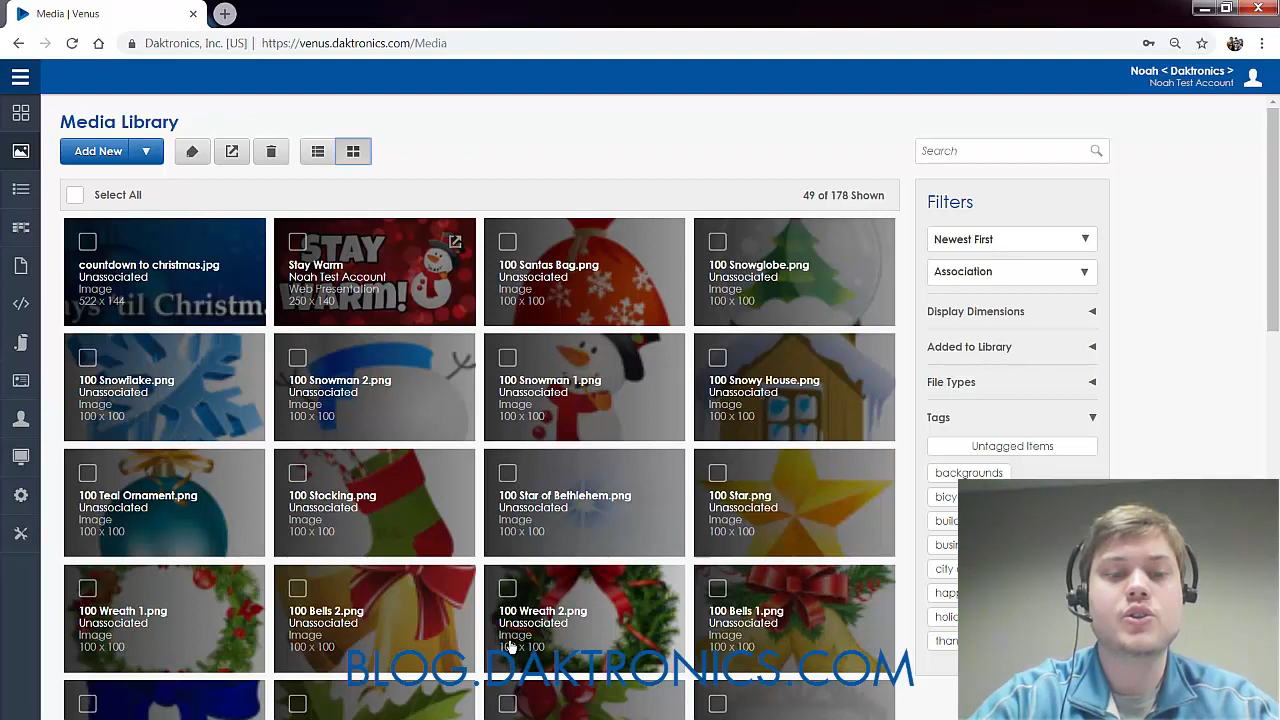 Media | Venus
Daktronics, Inc. [US] | https://venus.daktronics.com/Media
Noah < Daktronics >
Noah Test Account
Media Library
Add New
Search
Select All
49 of 178 Shown
Filters
Newest First
Association
Display Dimensions
Added to Library
File Types
Tags
Untagged Items
backgrounds
countdown to christmas.jpg
Unassociated
Image
522 x 144
Christma
STAY
WARM!
Stay Warm
Noah Test Account
Web Presentation
250 x 140
100 Santas Bag.png
Unassociated
Image
100 x 100
100 Snowglobe.png
Unassociated
Image
100 x 100
100 Snowflake.png
Unassociated
Image
100 x 100
100 Snowman 2.png
Unassociated
Image
100 x 100
100 Snowman 1.png
Unassociated
Image
100 x 100
100 Snowy House.png
Unassociated
Image
100 x 100
100 Teal Ornament.png
Unassociated
Image
100 x 100
100 Stocking.png
Unassociated
Image
100 x 100
100 Star of Bethlehem.png
Unassociated
Image
100 x 100
100 Star.png
Unassociated
Image
100 x 100
100 Wreath 1.png
Unassociated
Image
100 x 100
100 Bells 2.png
Unassociated
Image
100 x 100
100 Wreath 2.png
Unassociated
Image
100 x 100
100 Bells 1.png
Unassociated
Image
100 x 100
BLOG.DAKTRONICS.COM